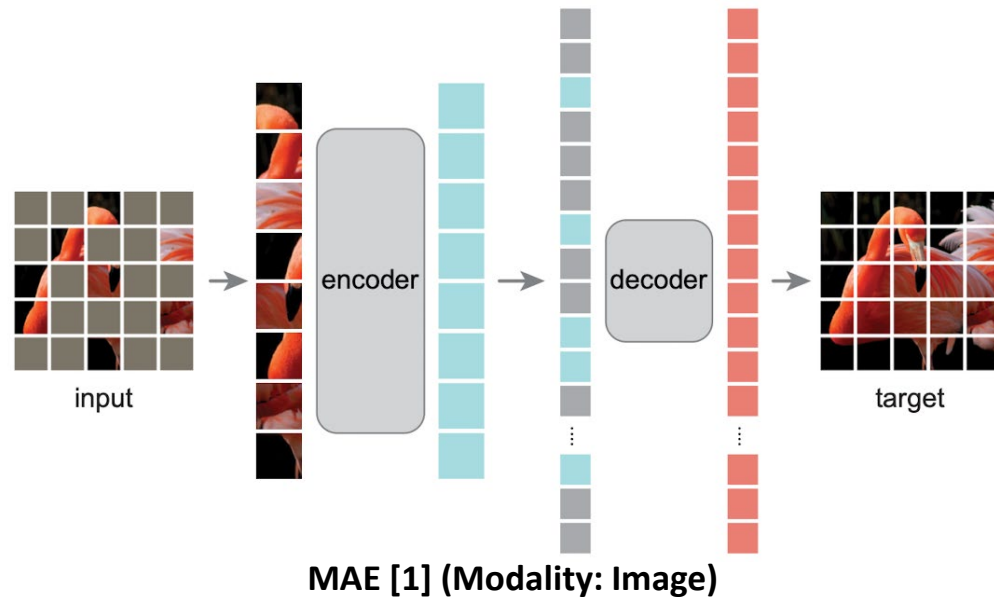 input
encoder
decoder
target
MAE [1] (Modality: Image)